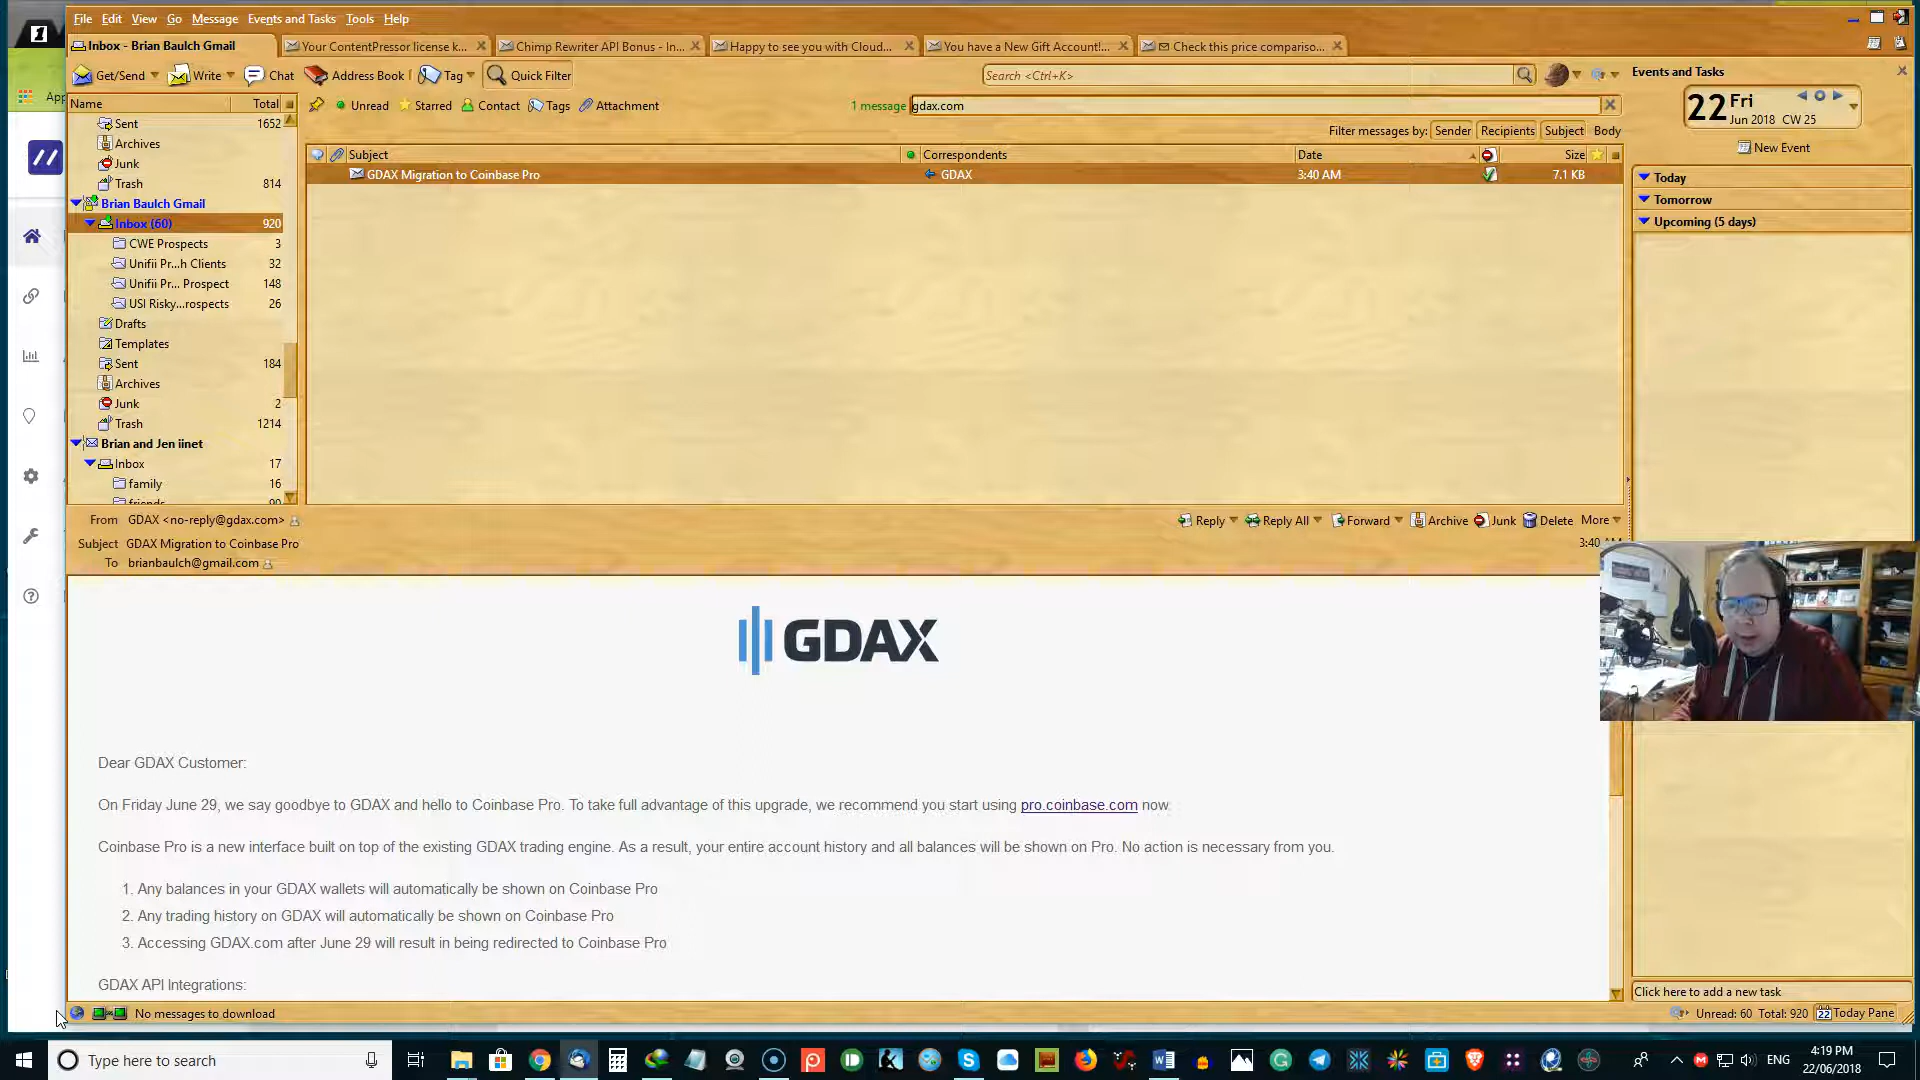 File Edit View Go Message Events and Tasks Tools Help
Inbox - Brian Baulch Gmail
Your ContentPressor license k...
Chimp Rewriter API Bonus - In...
Happy to see you with Cloud...
You have a New Gift Account!...
Check this price compariso...
Get/Send Write Chat Address Book Tag Quick Filter
Search <Ctrl+K>
Events and Tasks
22 Fri
Jun 2018 CW 25
New Event
Today
Tomorrow
Upcoming (5 days)
Unread Starred Contact Tags Attachment
1 message gdax.com
Filter messages by: Sender Recipients Subject Body
Name Total
Sent 1652
Archives
Junk
Trash 814
Brian Baulch Gmail
Inbox (60) 920
CWE Prospects 3
Unifii Pr...h Clients 32
Unifii Pr... Prospect 148
USI Risky...rospects 26
Drafts
Templates
Sent 184
Archives
Junk 2
Trash 1214
Brian and Jen iinet
Inbox 17
family 16
friends 90
Subject Correspondents Date Size
GDAX Migration to Coinbase Pro GDAX 3:40 AM 7.1 KB
From GDAX <no-reply@gdax.com>
Reply Reply All Forward Archive Junk Delete More
Subject GDAX Migration to Coinbase Pro
3:40 AM
To brianbaulch@gmail.com
GDAX
Dear GDAX Customer:
On Friday June 29, we say goodbye to GDAX and hello to Coinbase Pro. To take full advantage of this upgrade, we recommend you start using pro.coinbase.com now.
Coinbase Pro is a new interface built on top of the existing GDAX trading engine. As a result, your entire account history and all balances will be shown on Pro. No action is necessary from you.
1. Any balances in your GDAX wallets will automatically be shown on Coinbase Pro
2. Any trading history on GDAX will automatically be shown on Coinbase Pro
3. Accessing GDAX.com after June 29 will result in being redirected to Coinbase Pro
GDAX API Integrations:
Click here to add a new task
No messages to download
Unread: 60 Total: 920 22 Today Pane
Type here to search
ENG
4:19 PM
22/06/2018